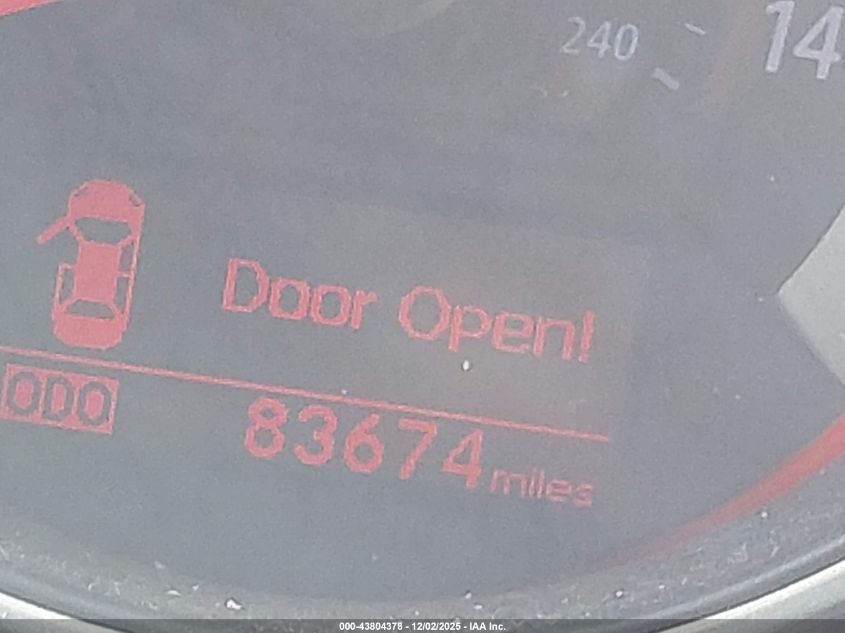 240
14
Door Open!
ODO 83674 miles
000-43804378 - 12/02/2025 - IAA Inc.